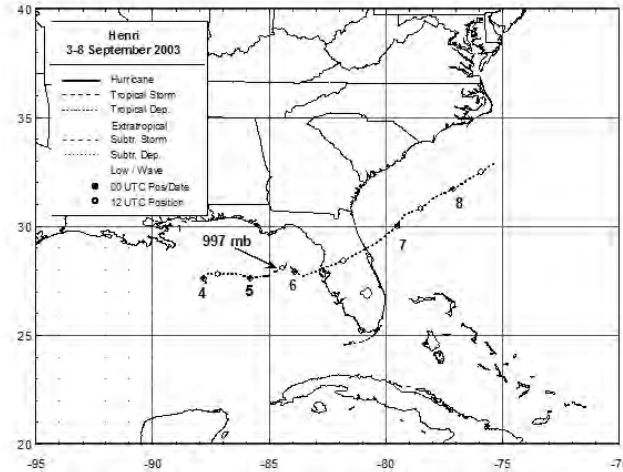 40
Henri
3-8 September 2003
Hurricane
Tropical Storm
Tropical Dep.
Extratropical
Subtr. Storm
Subtr. Dep.
Low / Wave
00 UTC Pos/Date
12 UTC Position
35
30
25
20
997 mb
4
5
6
7
8
-95
-90
-85
-80
-7